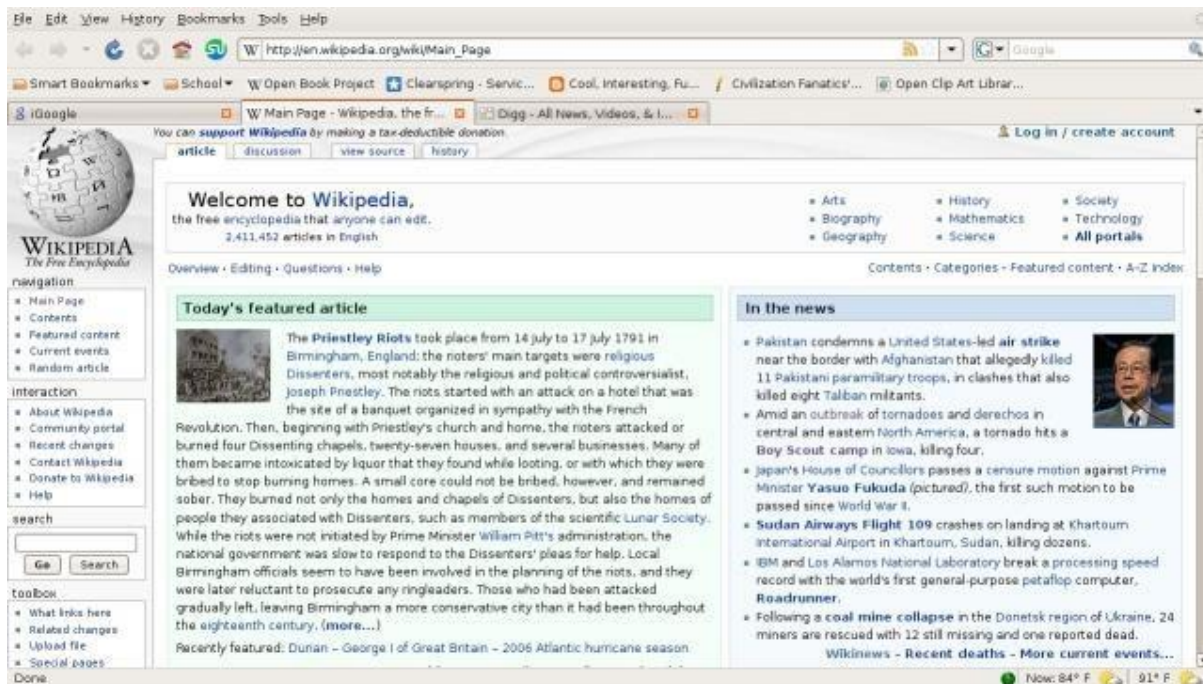 File Edit View History Bookmarks Tools Help
W http://en.wikipedia.org/wiki/Main_Page
G Google
Smart Bookmarks School W Open Book Project Clearspring - Servic... Cool, Interesting, Fu... Civilization Fanatics'... Open Clip Art Librar...
iGoogle
W Main Page - Wikipedia, the fr...
Digg - All News, Videos, & I...
You can support Wikipedia by making a tax-deductible donation.
Log in / create account
article discussion view source history
WIKIPEDIA
The Free Encyclopedia
navigation
Main Page
Contents
Featured content
Current events
Random article
interaction
About Wikipedia
Community portal
Recent changes
Contact Wikipedia
Donate to Wikipedia
Help
search
Go Search
toolbox
What links here
Related changes
Upload file
Special pages
Welcome to Wikipedia,
the free encyclopedia that anyone can edit.
2,411,452 articles in English
Arts
Biography
Geography
History
Mathematics
Science
Society
Technology
All portals
Overview · Editing · Questions · Help
Contents · Categories · Featured content · A-Z index
Today's featured article
The Priestley Riots took place from 14 July to 17 July 1791 in
Birmingham, England; the rioters' main targets were religious
Dissenters, most notably the religious and political controversialist,
Joseph Priestley. The riots started with an attack on a hotel that was
the site of a banquet organized in sympathy with the French
Revolution. Then, beginning with Priestley's church and home, the rioters attacked or
burned four Dissenting chapels, twenty-seven houses, and several businesses. Many of
them became intoxicated by liquor that they found while looting, or with which they were
bribed to stop burning homes. A small core could not be bribed, however, and remained
sober. They burned not only the homes and chapels of Dissenters, but also the homes of
people they associated with Dissenters, such as members of the scientific Lunar Society.
While the riots were not initiated by Prime Minister William Pitt's administration, the
national government was slow to respond to the Dissenters' pleas for help. Local
Birmingham officials seem to have been involved in the planning of the riots, and they
were later reluctant to prosecute any ringleaders. Those who had been attacked
gradually left, leaving Birmingham a more conservative city than it had been throughout
the eighteenth century. (more...)
Recently featured: Durian – George I of Great Britain – 2006 Atlantic hurricane season
In the news
Pakistan condemns a United States-led air strike
near the border with Afghanistan that allegedly killed
11 Pakistani paramilitary troops, in clashes that also
killed eight Taliban militants.
Amid an outbreak of tornadoes and derechos in
central and eastern North America, a tornado hits a
Boy Scout camp in Iowa, killing four.
Japan's House of Councillors passes a censure motion against Prime
Minister Yasuo Fukuda (pictured), the first such motion to be
passed since World War II.
Sudan Airways Flight 109 crashes on landing at Khartoum
International Airport in Khartoum, Sudan, killing dozens.
IBM and Los Alamos National Laboratory break a processing speed
record with the world's first general-purpose petaflop computer,
Roadrunner.
Following a coal mine collapse in the Donetsk region of Ukraine, 24
miners are rescued with 12 still missing and one reported dead.
Wikinews – Recent deaths – More current events...
Done
Now: 84° F 91° F